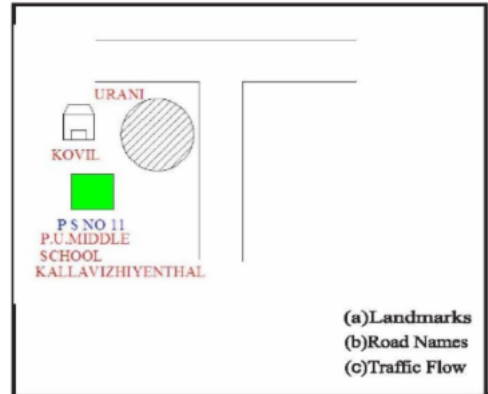 URANI
KOVIL
P S NO 11
P.U.MIDDLE
SCHOOL
KALLAVIZHIYENTHAL
(a)Landmarks
(b)Road Names
(c)Traffic Flow